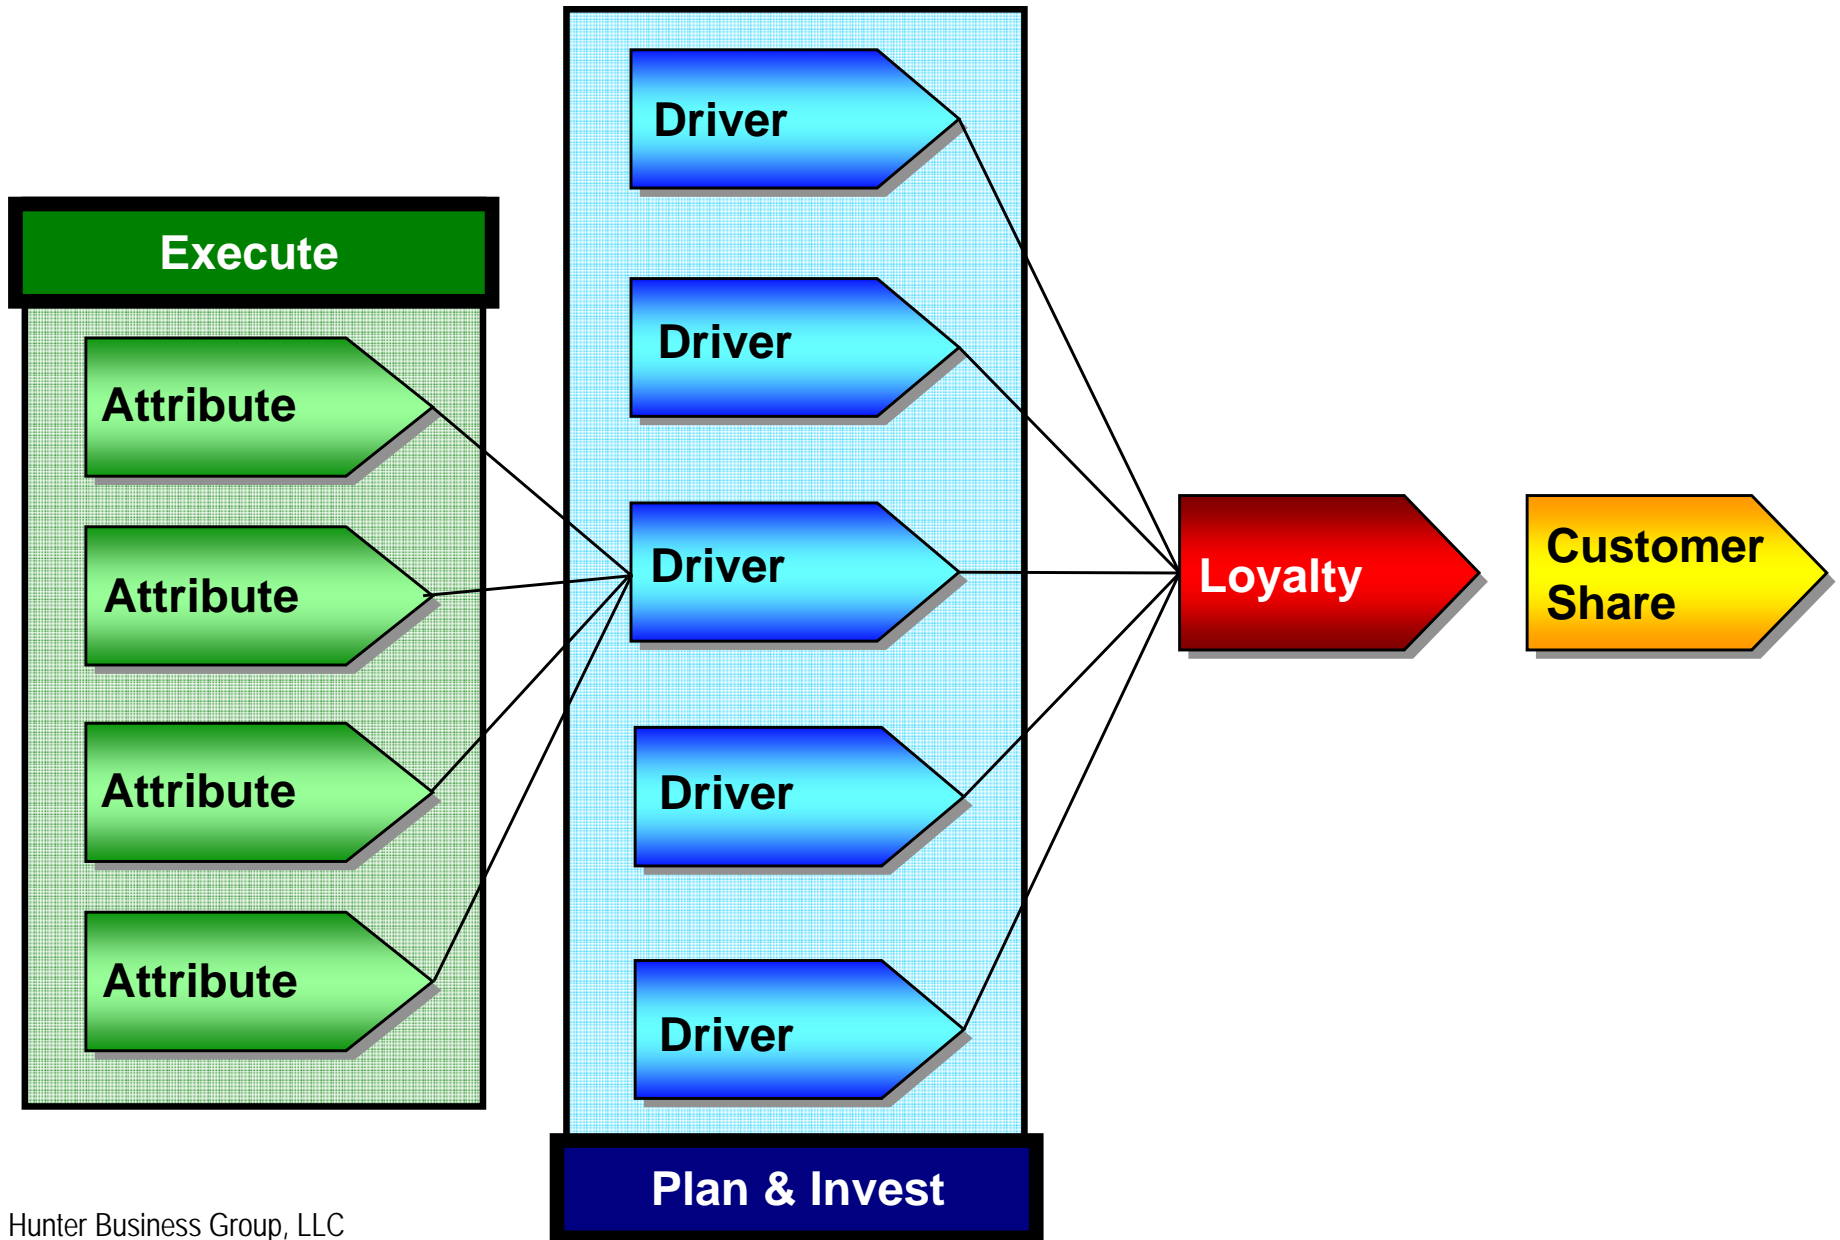 Execute
Attribute
Attribute
Attribute
Attribute
Driver
Driver
Driver
Driver
Driver
Plan & Invest
Loyalty
Customer
Share
Hunter Business Group, LLC